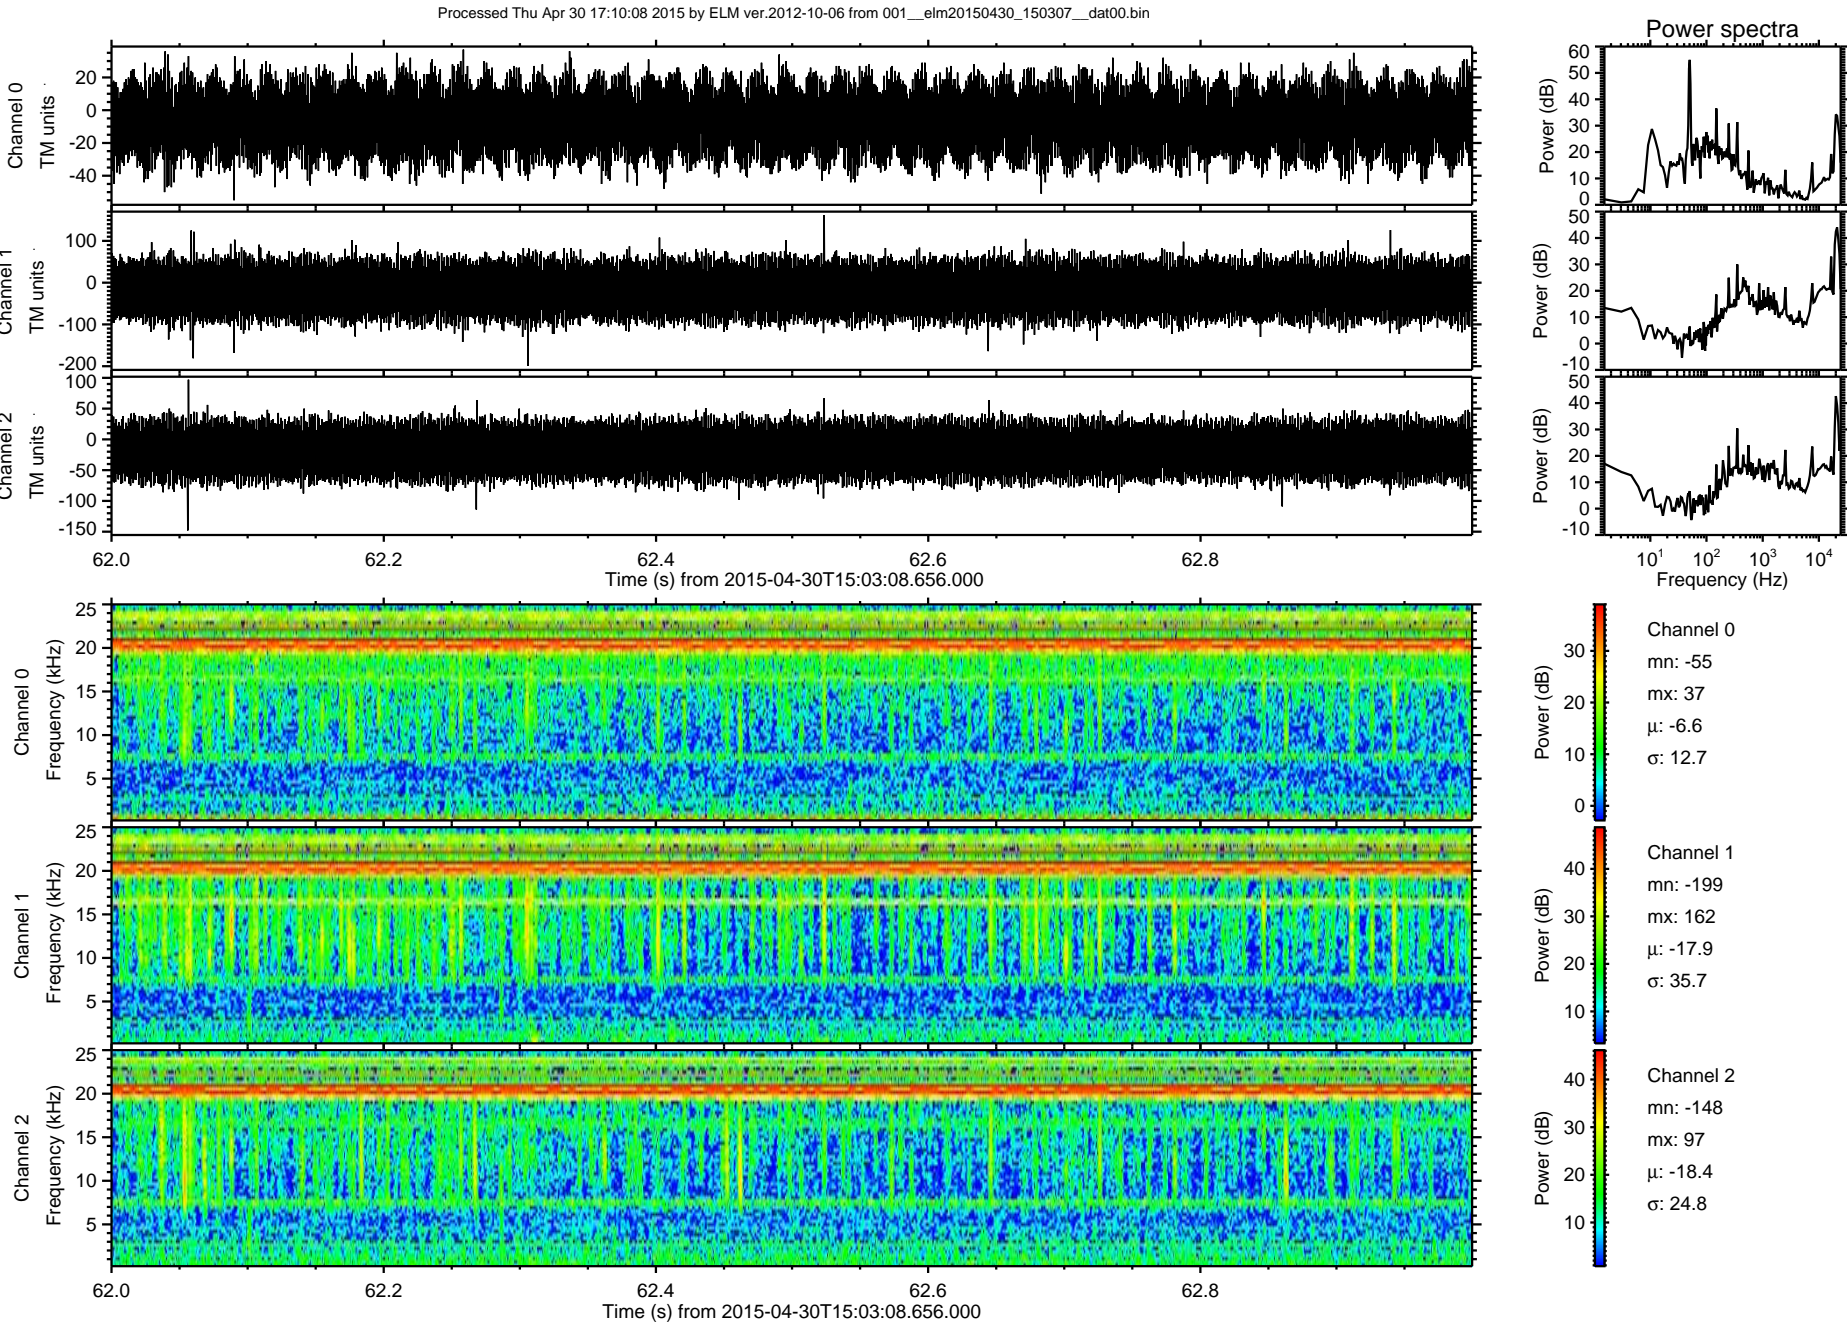 Processed Thu Apr 30 17:10:08 2015 by ELM ver.2012-10-06 from 001__elm20150430_150307__dat00.bin
Power spectra
Channel 0
TM units
20
0
-20
-40
Power (dB)
60
50
40
30
20
10
0
Channel 1
TM units
100
0
-100
-200
Power (dB)
50
40
30
20
10
0
-10
Channel 2
TM units
100
50
0
-50
-100
-150
Power (dB)
50
40
30
20
10
0
-10
62.0 62.2 62.4 62.6 62.8
Time (s) from 2015-04-30T15:03:08.656.000
10¹ 10² 10³ 10⁴
Frequency (Hz)
Channel 0
Frequency (kHz)
25
20
15
10
5
Power (dB)
30
20
10
0
Channel 0
mn: -55
mx: 37
μ: -6.6
σ: 12.7
Channel 1
Frequency (kHz)
25
20
15
10
5
Power (dB)
40
30
20
10
Channel 1
mn: -199
mx: 162
μ: -17.9
σ: 35.7
Channel 2
Frequency (kHz)
25
20
15
10
5
Power (dB)
40
30
20
10
Channel 2
mn: -148
mx: 97
μ: -18.4
σ: 24.8
62.0 62.2 62.4 62.6 62.8
Time (s) from 2015-04-30T15:03:08.656.000